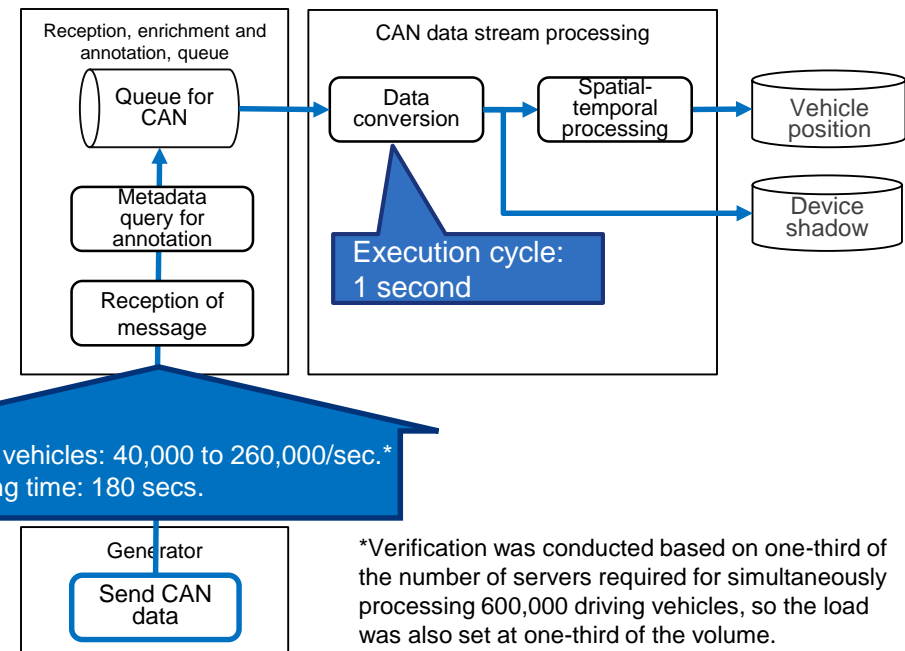 Reception, enrichment and
annotation, queue
Queue for
CAN
Metadata
query for
annotation
Reception of
message
CAN data stream processing
Data
conversion
Spatial-
temporal
processing
Execution cycle:
1 second
Vehicle
position
Device
shadow
vehicles: 40,000 to 260,000/sec.*
time: 180 secs.
Generator
Send CAN
data
*Verification was conducted based on one-third of
the number of servers required for simultaneously
processing 600,000 driving vehicles, so the load
was also set at one-third of the volume.